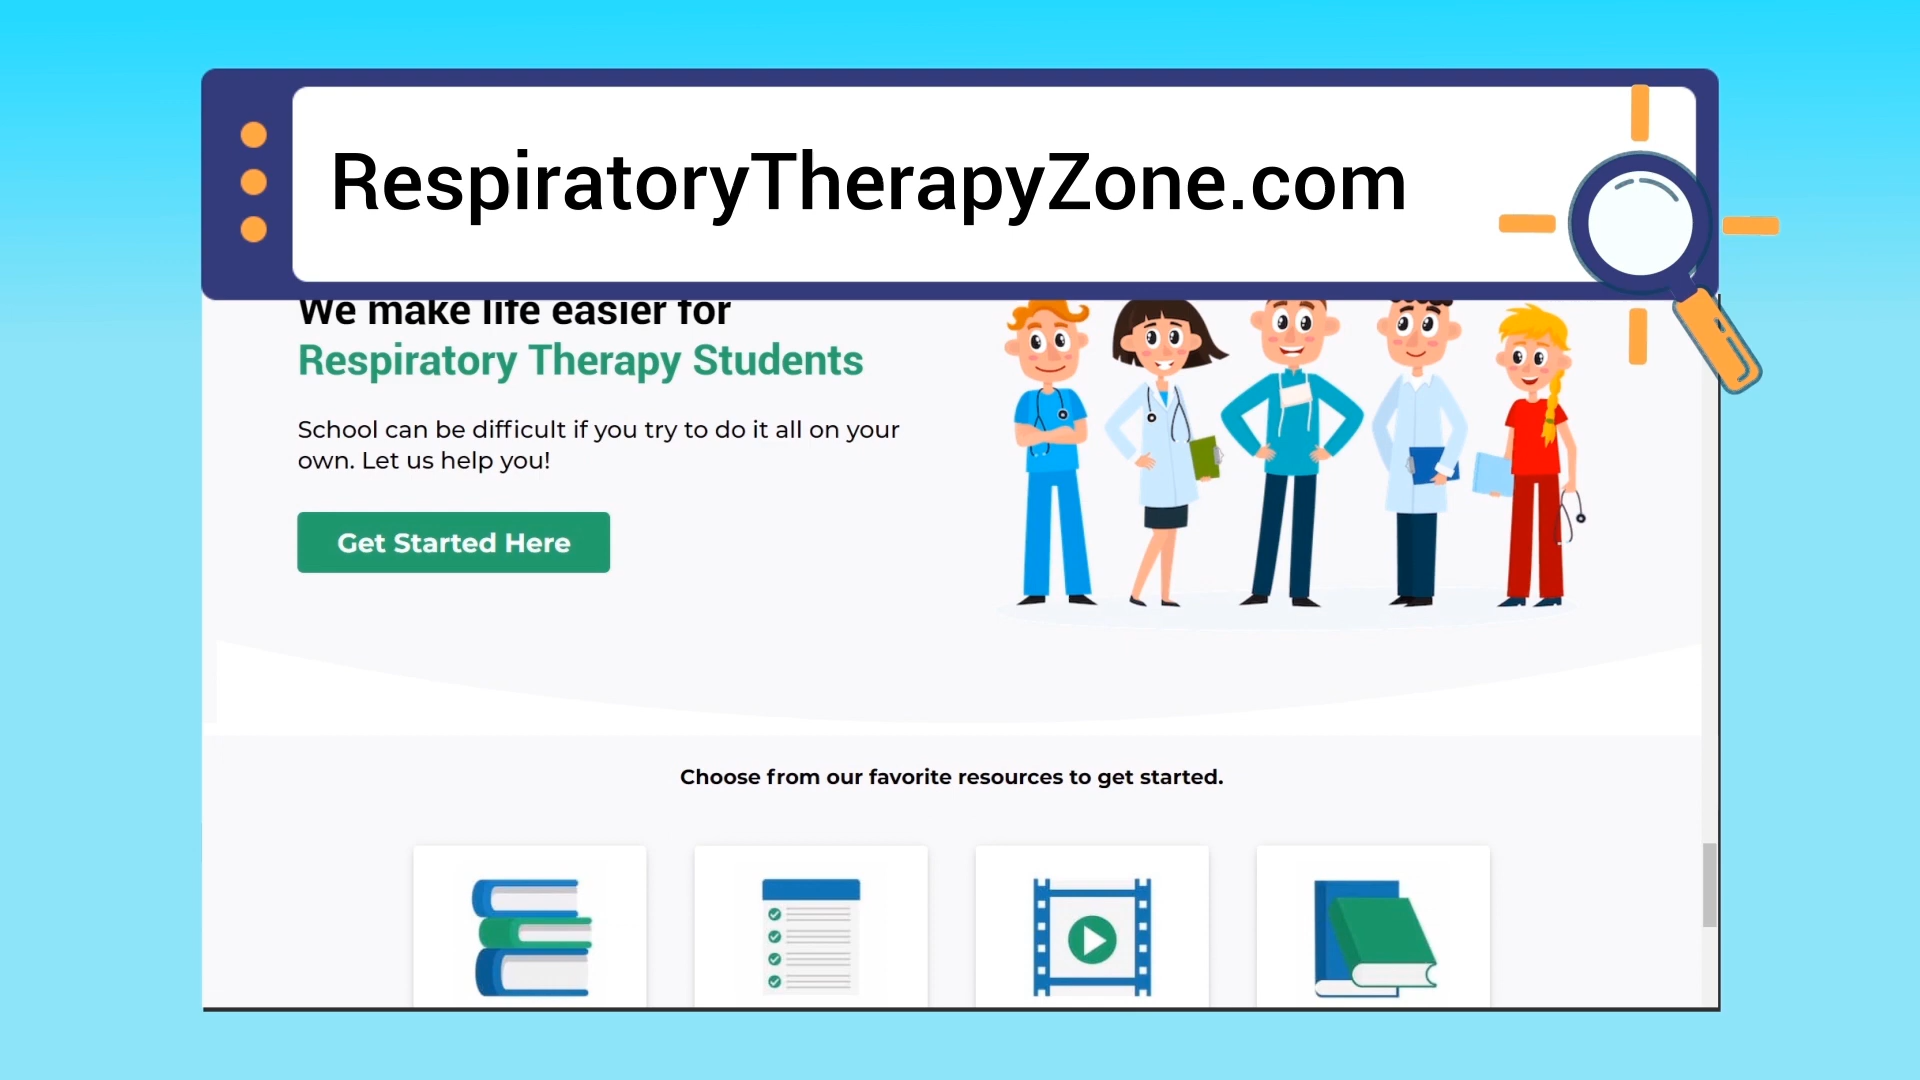 RespiratoryTherapyZone.com
We make life easier for
Respiratory Therapy Students
School can be difficult if you try to do it all on your
own. Let us help you!
Get Started Here
Choose from our favorite resources to get started.